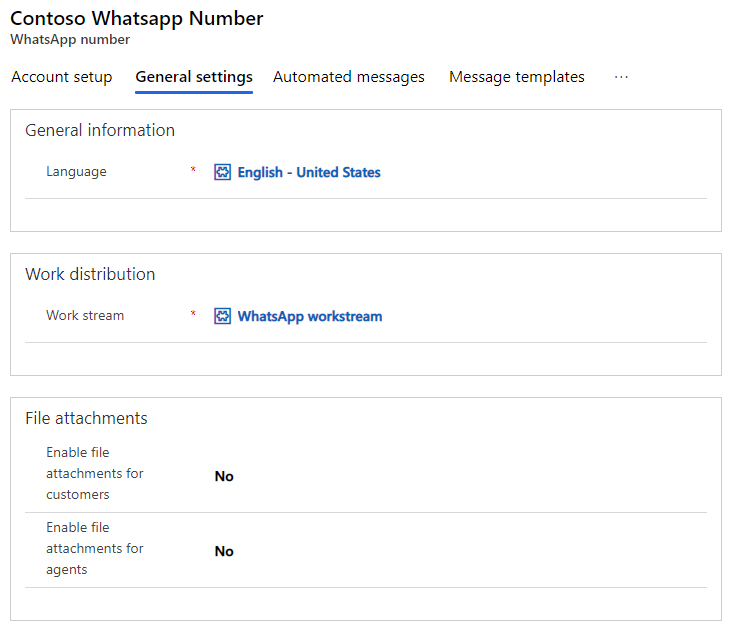 Contoso Whatsapp Number
WhatsApp number
Account setup General settings Automated messages Message templates ...
General information
Language * English - United States
Work distribution
Work stream * WhatsApp workstream
File attachments
Enable file
attachments for
customers
No
Enable file
attachments for
agents
No